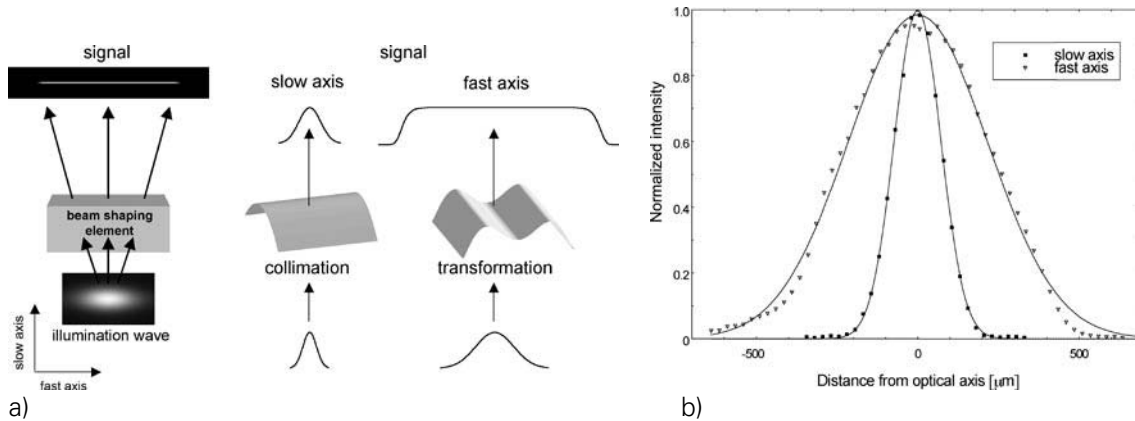 signal
beam shaping
element
illumination wave
slow axis
fast axis
a)
signal
slow axis
fast axis
collimation
transformation
Normalized intensity
1.0
0.8
0.6
0.4
0.2
0
-500
0
500
slow axis
fast axis
Distance from optical axis [μm]
b)